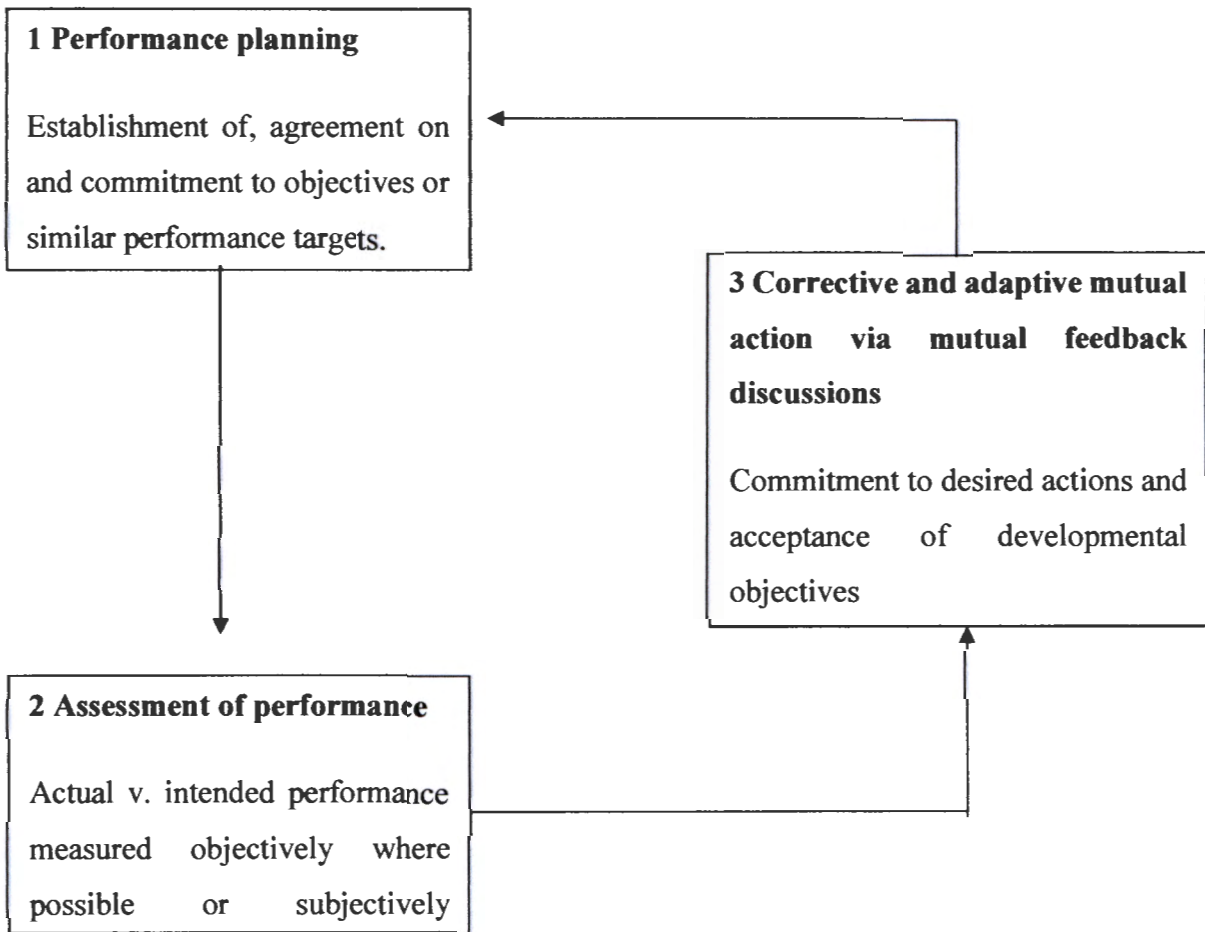 1 Performance planning
Establishment of, agreement on
and commitment to objectives or
similar performance targets.
3 Corrective and adaptive mutual
action via mutual feedback
discussions
Commitment to desired actions and
acceptance of developmental
objectives
2 Assessment of performance
Actual v. intended performance
measured objectively where
possible or subjectively